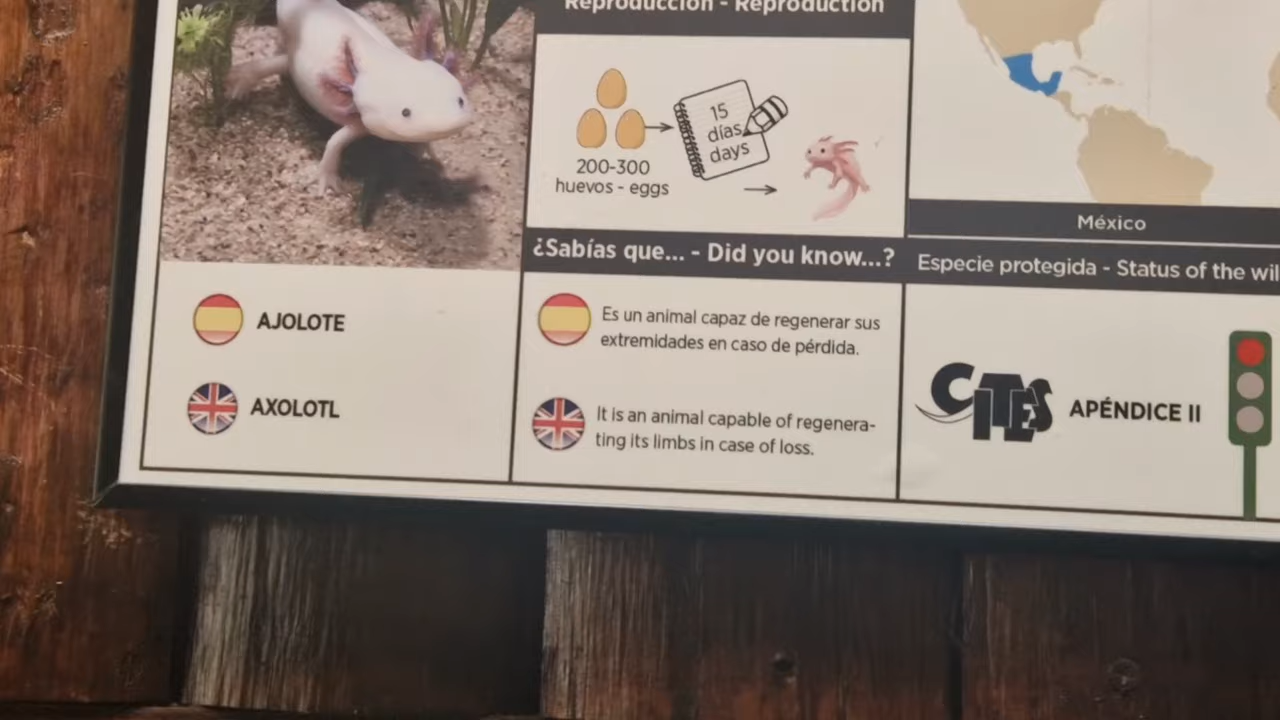 Reproducción - Reproduction
15
días
days
200-300
huevos - eggs
México
¿Sabías que... - Did you know...?
Especie protegida - Status of the wil
AJOLOTE
AXOLOTL
Es un animal capaz de regenerar sus
extremidades en caso de pérdida.
It is an animal capable of regenera-
ting its limbs in case of loss.
CITES
APÉNDICE II